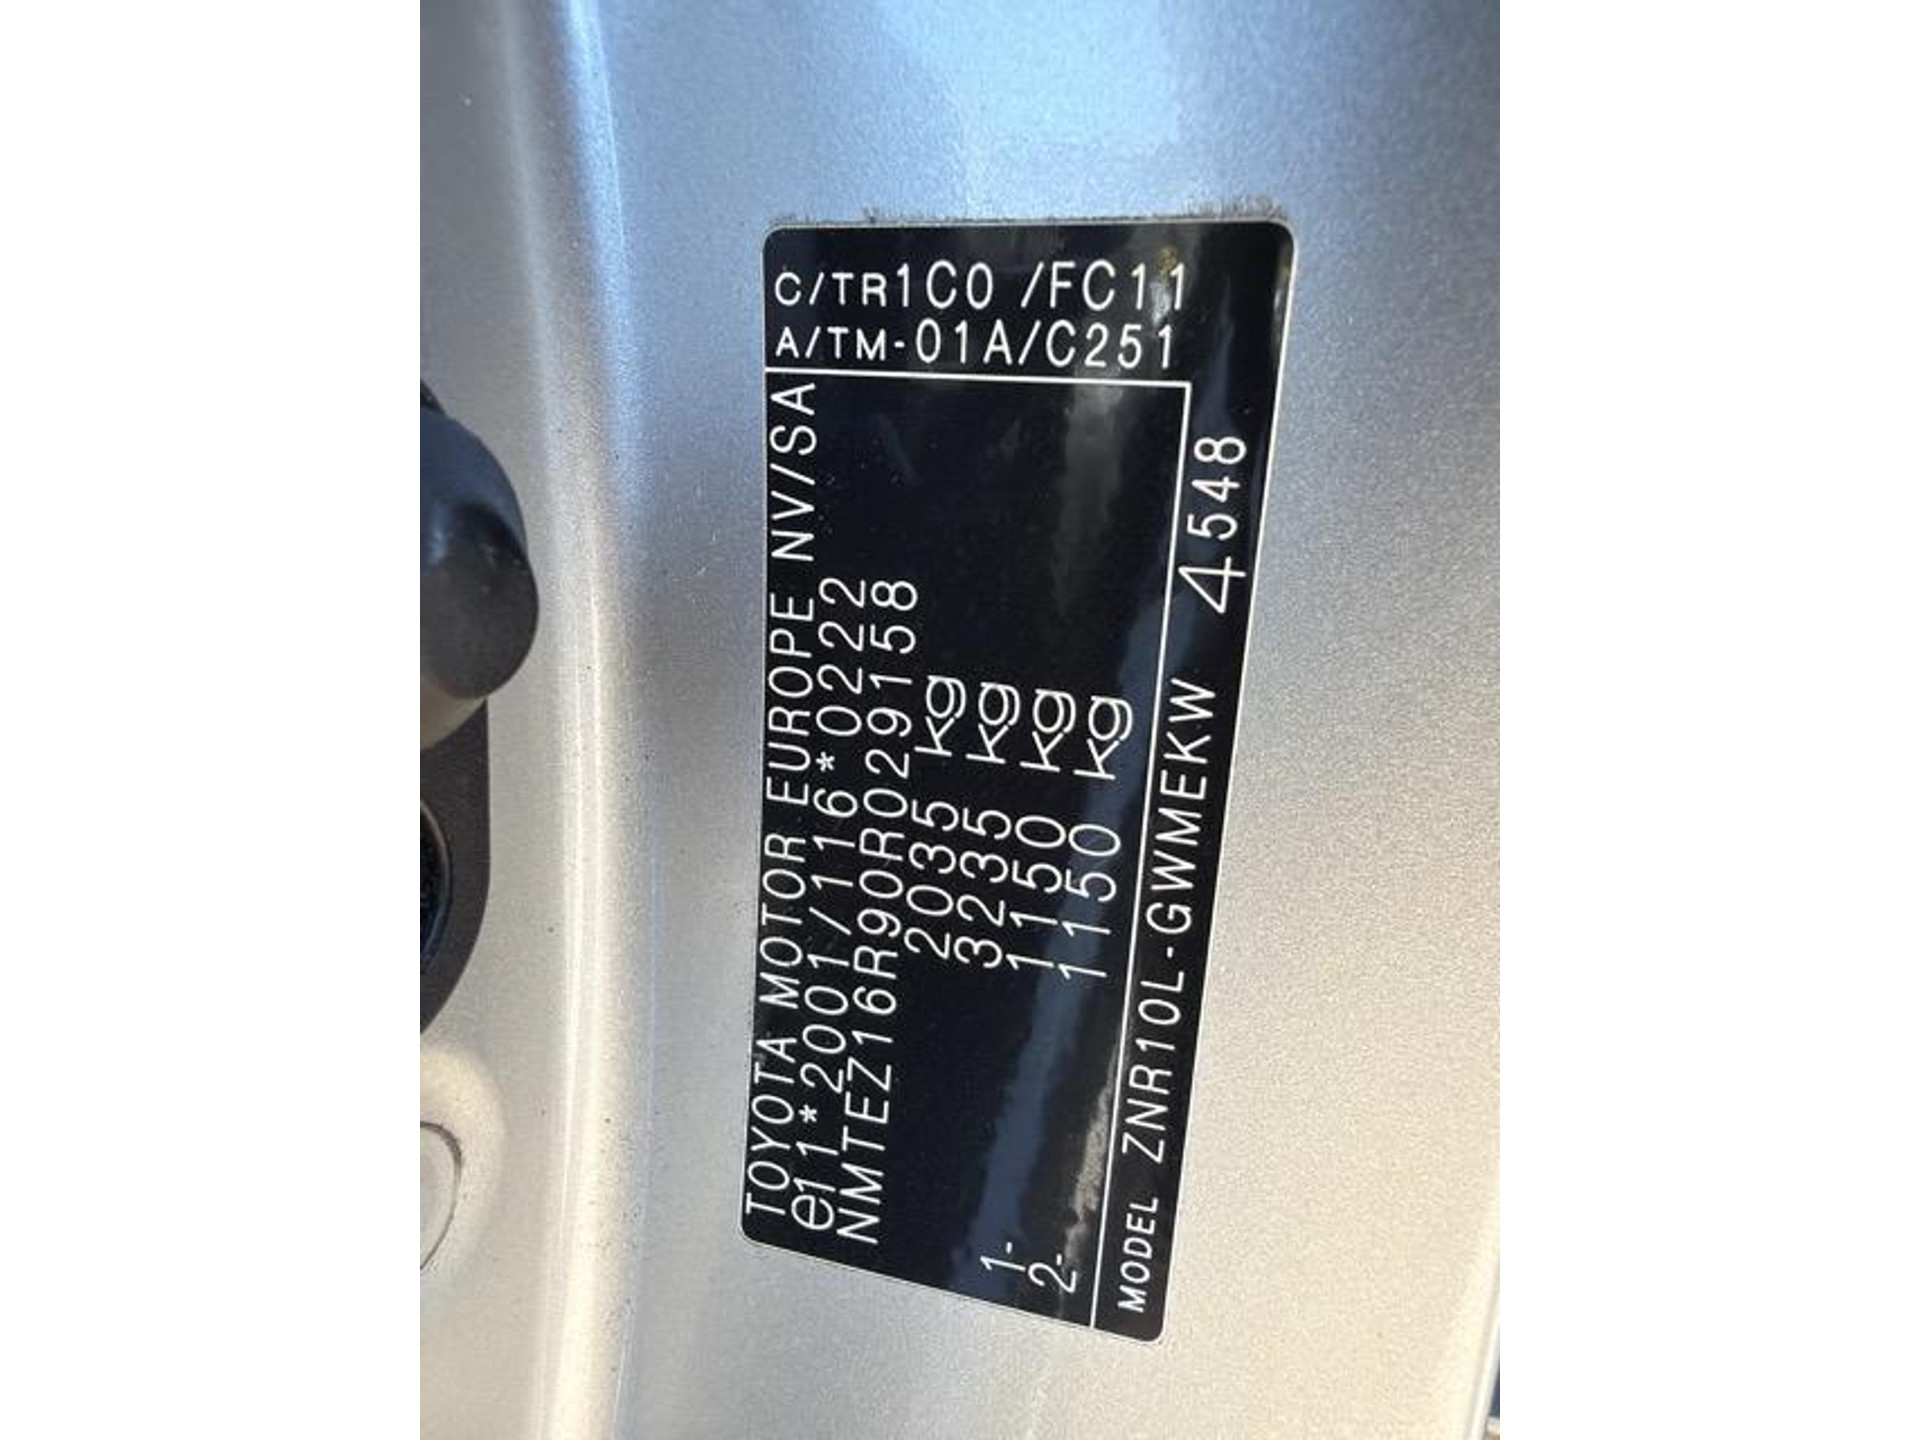 TOYOTA MOTOR EUROPE NV/SA
e11*2001/116*0222
NMTEZ16R90R029158
2035 kg
3235 kg
1- 1150 kg
2- 1150 kg
MODEL ZNR10L-GWMEKW 4548
C/TR1C0 /FC11
A/TM-01A/C251